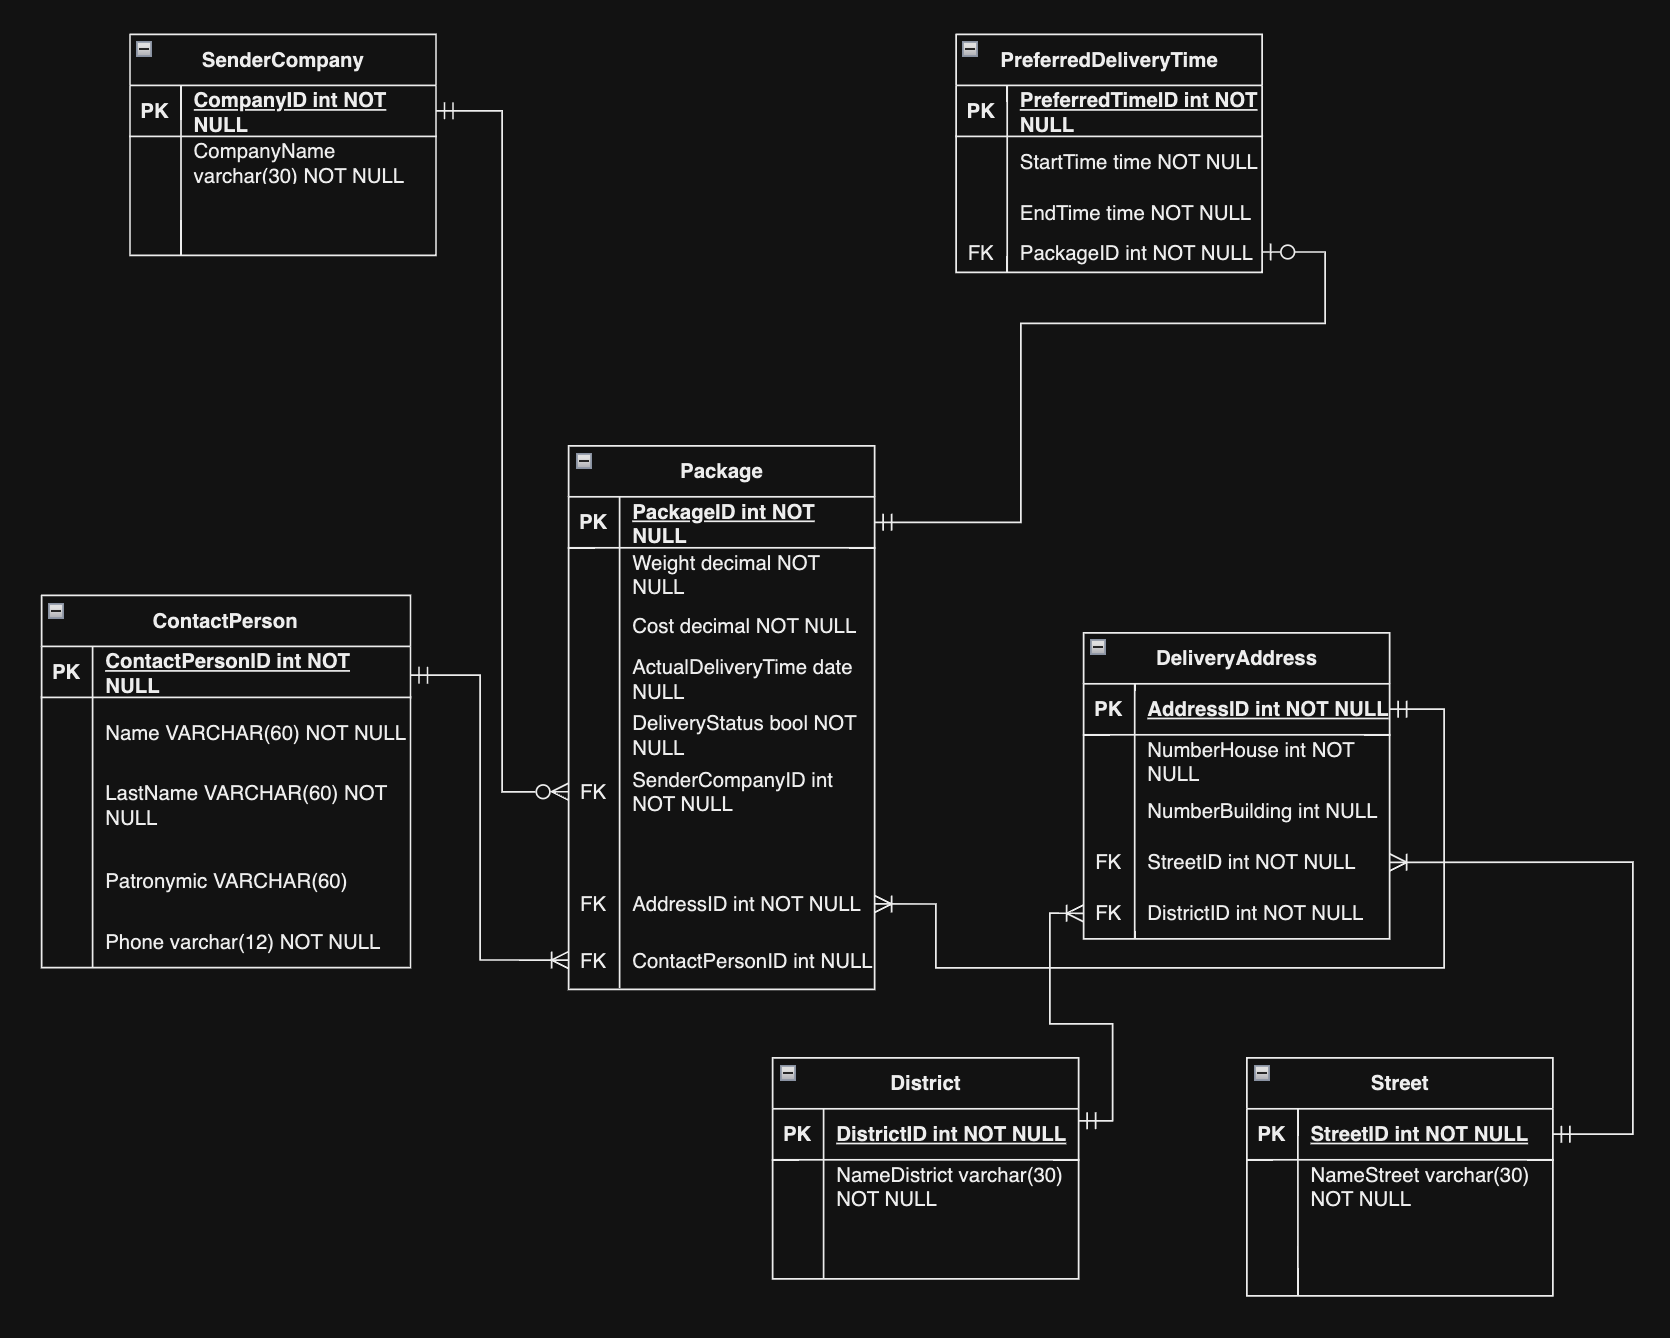 SenderCompany
PK
CompanyID int NOT
NULL
CompanyName
varchar(30) NOT NULL
PreferredDeliveryTime
PK
PreferredTimeID int NOT
NULL
StartTime time NOT NULL
EndTime time NOT NULL
FK
PackageID int NOT NULL
Package
PK
PackageID int NOT
NULL
Weight decimal NOT
NULL
Cost decimal NOT NULL
ActualDeliveryTime date
NULL
DeliveryStatus bool NOT
NULL
FK
SenderCompanyID int
NOT NULL
FK
AddressID int NOT NULL
FK
ContactPersonID int NULL
ContactPerson
PK
ContactPersonID int NOT
NULL
Name VARCHAR(60) NOT NULL
LastName VARCHAR(60) NOT
NULL
Patronymic VARCHAR(60)
Phone varchar(12) NOT NULL
DeliveryAddress
PK
AddressID int NOT NULL
NumberHouse int NOT
NULL
NumberBuilding int NULL
FK
StreetID int NOT NULL
FK
DistrictID int NOT NULL
District
PK
DistrictID int NOT NULL
NameDistrict varchar(30)
NOT NULL
Street
PK
StreetID int NOT NULL
NameStreet varchar(30)
NOT NULL